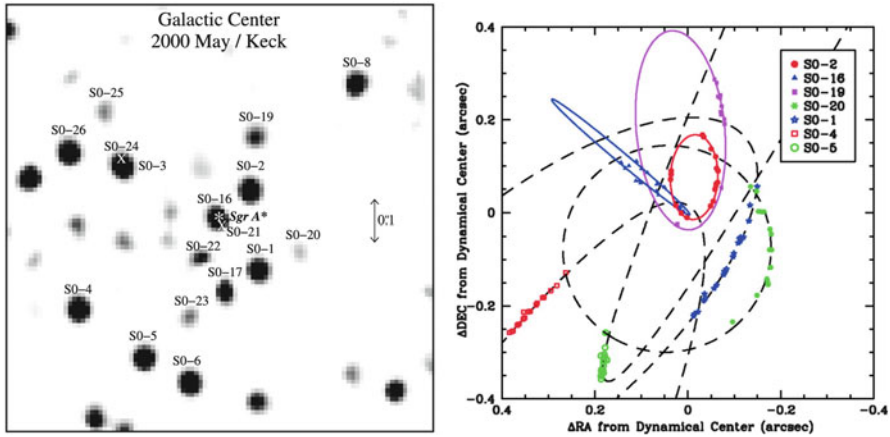 Galactic Center
2000 May / Keck
S0-8
S0-25
S0-19
S0-26
S0-24
S0-3
S0-2
S0-16
Sgr A*
S0-21
0."1
S0-22
S0-1
S0-20
S0-17
S0-4
S0-23
S0-5
S0-6
0.4
0.2
0
-0.2
-0.4
ΔDEC from Dynamical Center (arcsec)
S0-2
S0-16
S0-19
S0-20
S0-1
S0-4
S0-5
0.4 0.2 0 -0.2 -0.4
ΔRA from Dynamical Center (arcsec)